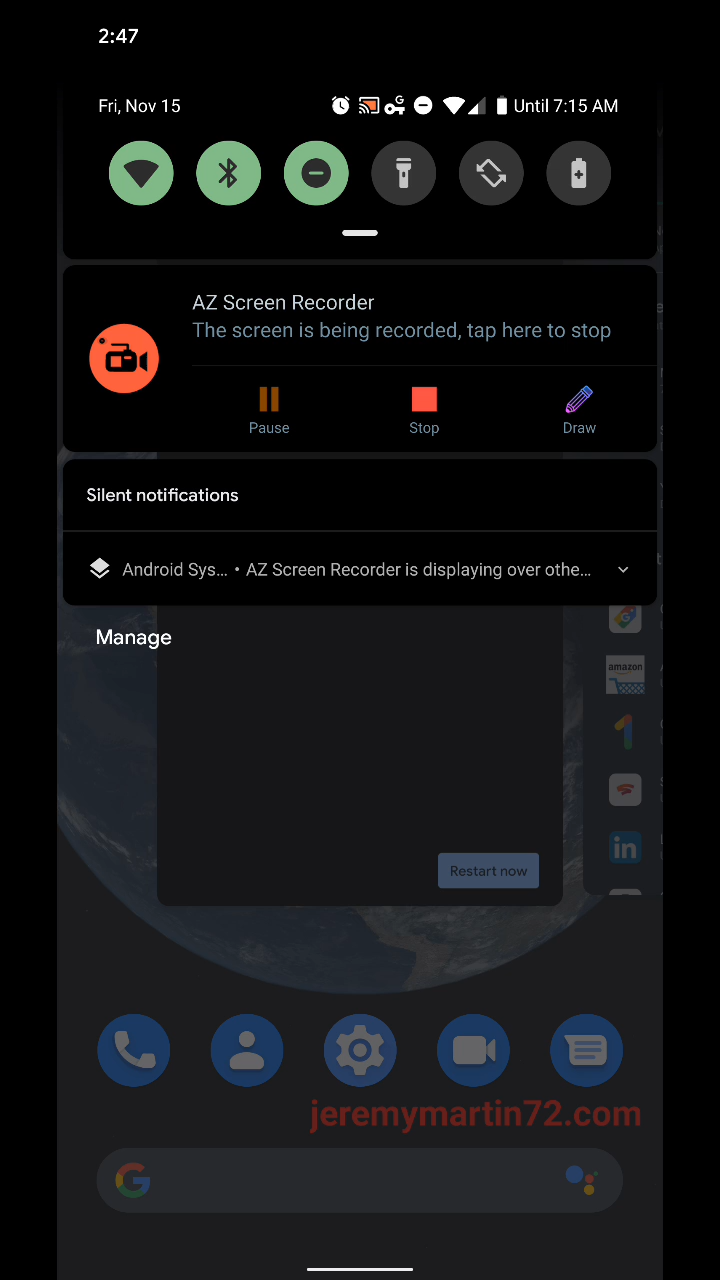 2:47
Fri, Nov 15
G
Until 7:15 AM
AZ Screen Recorder
The screen is being recorded, tap here to stop
Pause
Stop
Draw
Silent notifications
Android Sys... • AZ Screen Recorder is displaying over othe...
Manage
amazon
1
in
Restart now
jeremymartin72.com
G